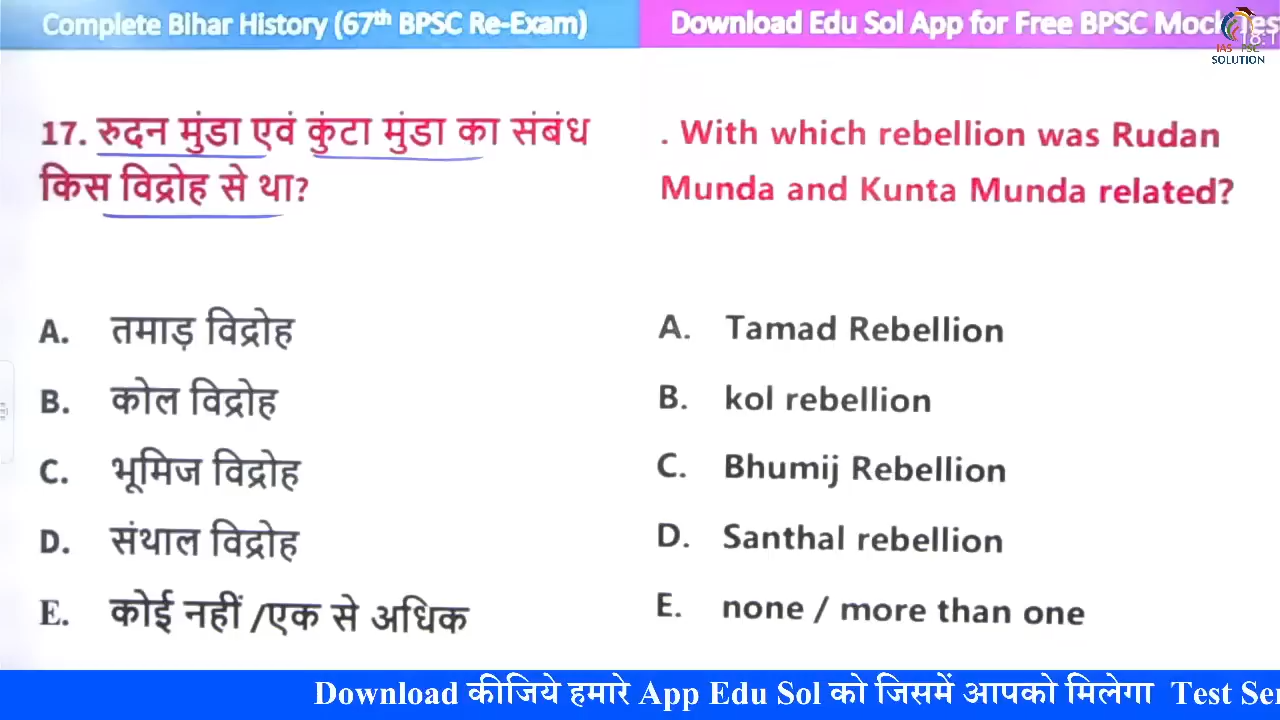 Complete Bihar History (67th BPSC Re-Exam)
Download Edu Sol App for Free BPSC Mock
IAS PSC
SOLUTION
17. रुदन मुंडा एवं कुंटा मुंडा का संबंध
किस विद्रोह से था?
A. तमाड़ विद्रोह
B. कोल विद्रोह
C. भूमिज विद्रोह
D. संथाल विद्रोह
E. कोई नहीं /एक से अधिक
. With which rebellion was Rudan
Munda and Kunta Munda related?
A. Tamad Rebellion
B. kol rebellion
C. Bhumij Rebellion
D. Santhal rebellion
E. none / more than one
Download कीजिये हमारे App Edu Sol को जिसमें आपको मिलेगा Test Ser